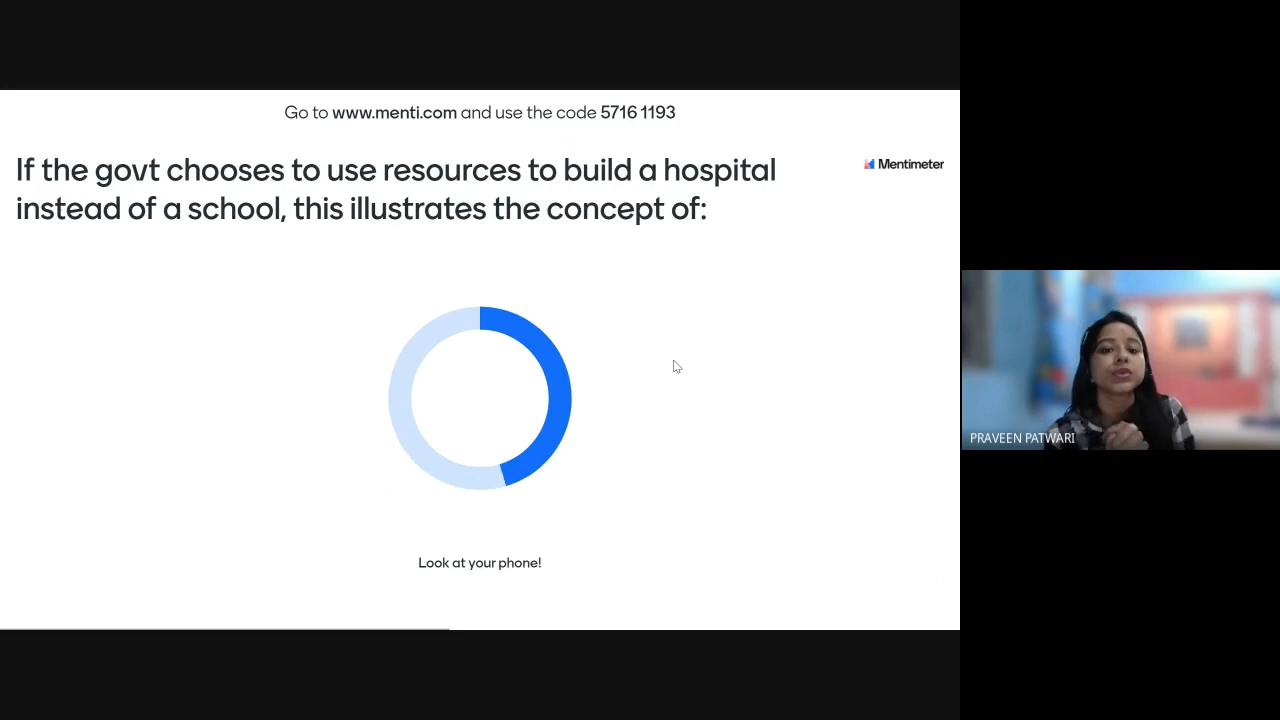 Go to www.menti.com and use the code 5716 1193
If the govt chooses to use resources to build a hospital
instead of a school, this illustrates the concept of:
Mentimeter
Look at your phone!
PRAVEEN PATWARI